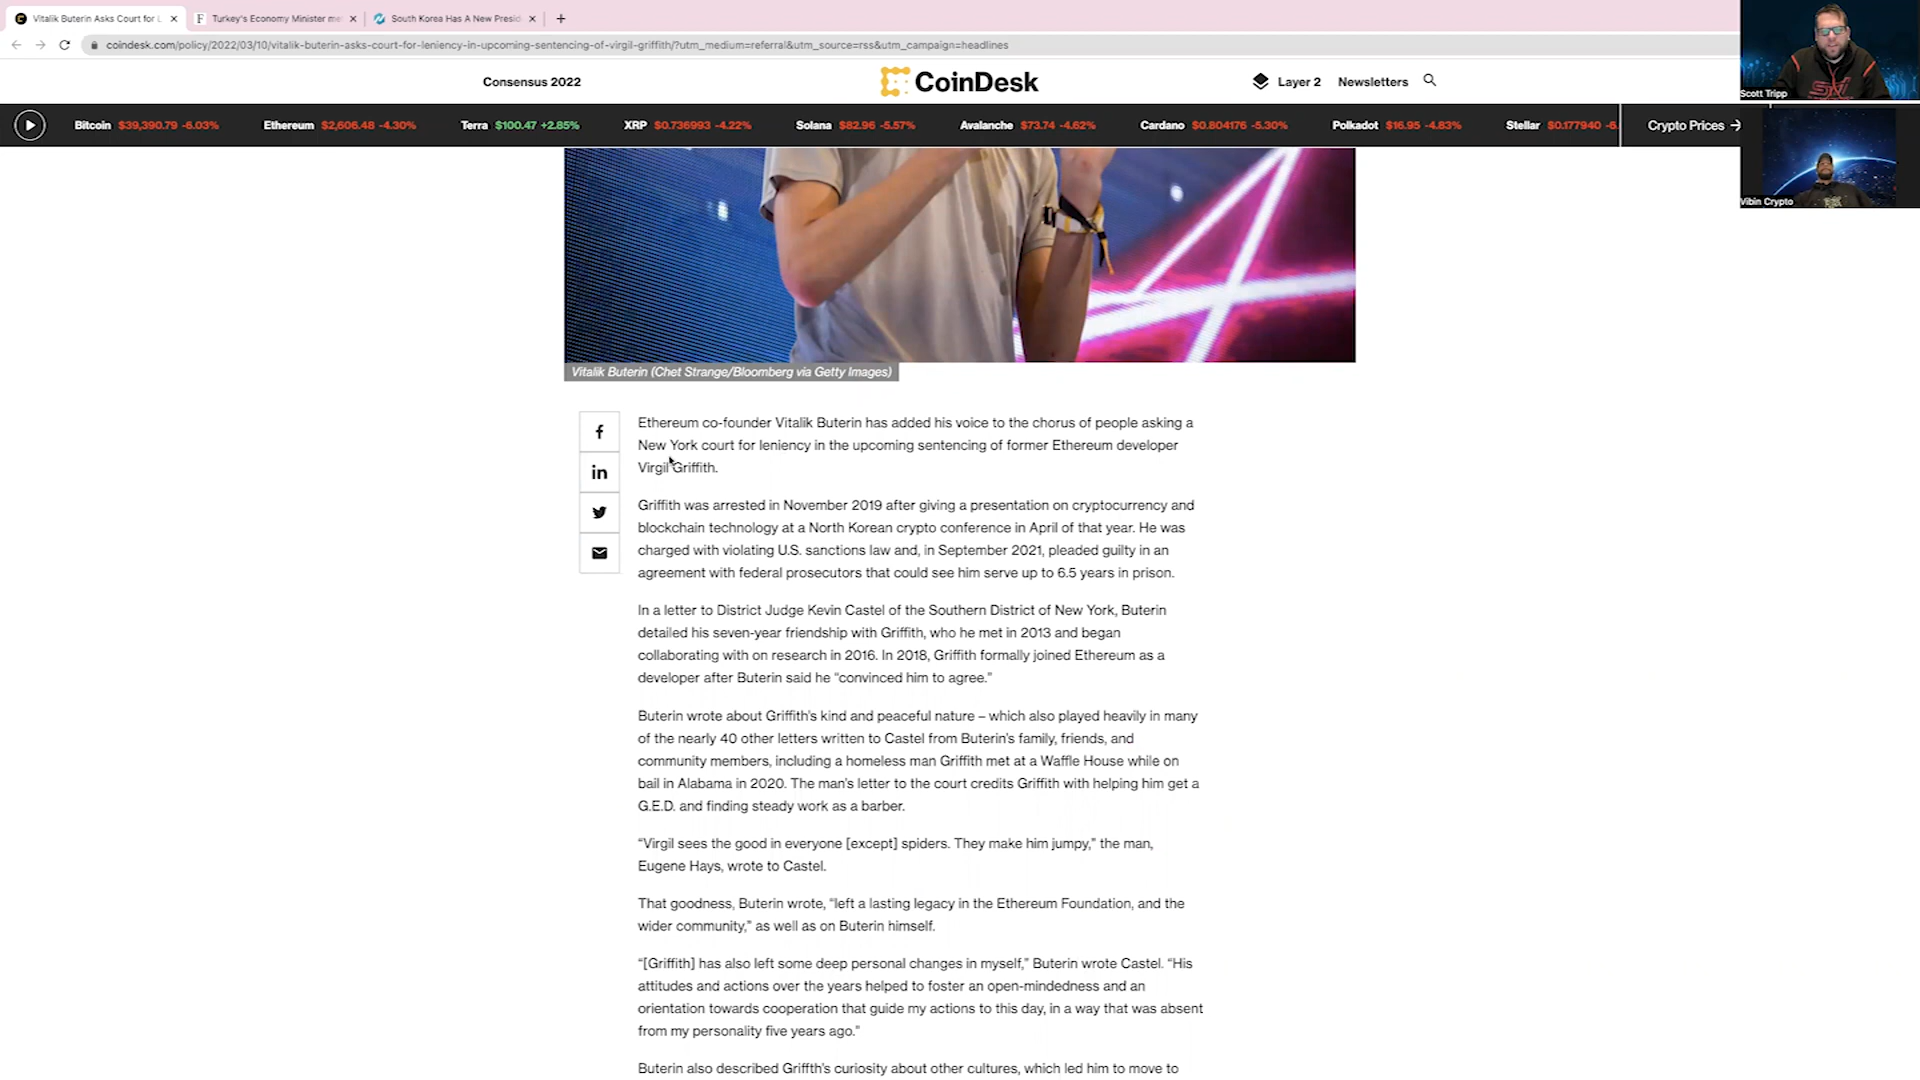 Vitalik Buterin Asks Court for L
Turkey's Economy Minister me
South Korea Has A New Presid
coindesk.com/policy/2022/03/10/vitalik-buterin-asks-court-for-leniency-in-upcoming-sentencing-of-virgil-griffith/?utm_medium=referral&utm_source=rss&utm_campaign=headlines
Scott Tripp
Consensus 2022
CoinDesk
Layer 2 Newsletters
Bitcoin $39,390.79 -6.03% Ethereum $2,606.48 -4.30% Terra $100.47 +2.85% XRP $0.736993 -4.22% Solana $82.96 -5.57% Avalanche $73.74 -4.62% Cardano $0.804176 -5.30% Polkadot $16.95 -4.83% Stellar $0.177940 -6. Crypto Prices
Vibin Crypto
Vitalik Buterin (Chet Strange/Bloomberg via Getty Images)
Ethereum co-founder Vitalik Buterin has added his voice to the chorus of people asking a
New York court for leniency in the upcoming sentencing of former Ethereum developer
Virgil Griffith.
Griffith was arrested in November 2019 after giving a presentation on cryptocurrency and
blockchain technology at a North Korean crypto conference in April of that year. He was
charged with violating U.S. sanctions law and, in September 2021, pleaded guilty in an
agreement with federal prosecutors that could see him serve up to 6.5 years in prison.
In a letter to District Judge Kevin Castel of the Southern District of New York, Buterin
detailed his seven-year friendship with Griffith, who he met in 2013 and began
collaborating with on research in 2016. In 2018, Griffith formally joined Ethereum as a
developer after Buterin said he “convinced him to agree.”
Buterin wrote about Griffith’s kind and peaceful nature – which also played heavily in many
of the nearly 40 other letters written to Castel from Buterin’s family, friends, and
community members, including a homeless man Griffith met at a Waffle House while on
bail in Alabama in 2020. The man’s letter to the court credits Griffith with helping him get a
G.E.D. and finding steady work as a barber.
“Virgil sees the good in everyone [except] spiders. They make him jumpy,” the man,
Eugene Hays, wrote to Castel.
That goodness, Buterin wrote, “left a lasting legacy in the Ethereum Foundation, and the
wider community,” as well as on Buterin himself.
“[Griffith] has also left some deep personal changes in myself,” Buterin wrote Castel. “His
attitudes and actions over the years helped to foster an open-mindedness and an
orientation towards cooperation that guide my actions to this day, in a way that was absent
from my personality five years ago.”
Buterin also described Griffth’s curiosity about other cultures, which led him to move to